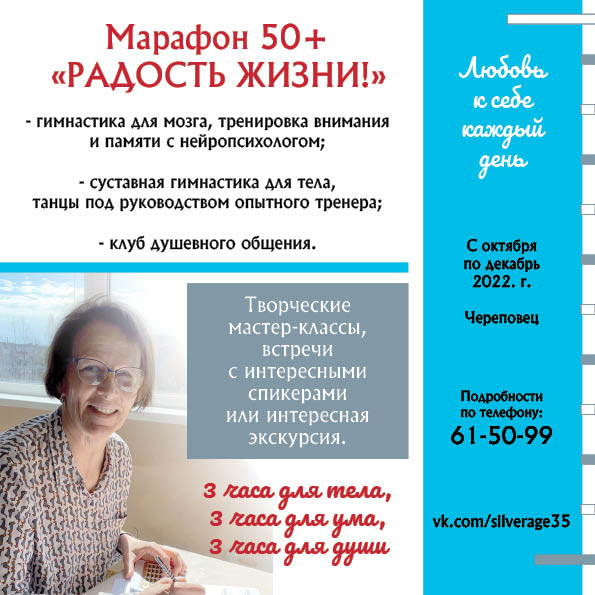 Марафон 50+
«РАДОСТЬ ЖИЗНИ!»
- гимнастика для мозга, тренировка внимания
и памяти с нейропсихологом;
- суставная гимнастика для тела,
танцы под руководством опытного тренера;
- клуб душевного общения.
Творческие
мастер-классы,
встречи
с интересными
спикерами
или интересная
экскурсия.
3 часа для тела,
3 часа для ума,
3 часа для души
Любовь
к себе
каждый
день
С октября
по декабрь
2022. г.
Череповец
Подробности
по телефону:
61-50-99
vk.com/silverage35